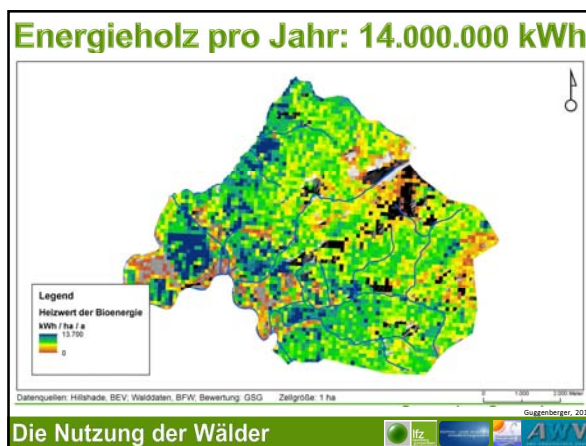 Energieholz pro Jahr: 14.000.000 kWh
Legend
Heizwert der Bioenergie
kWh / ha / a
13.700
0
Datenquellen: Hillshade, BEV; Walddaten, BFW; Bewertung: GSG Zellgröße: 1 ha
0 1.000 2.000 Meter
Guggenberger, 201
Die Nutzung der Wälder
lfz
AWV